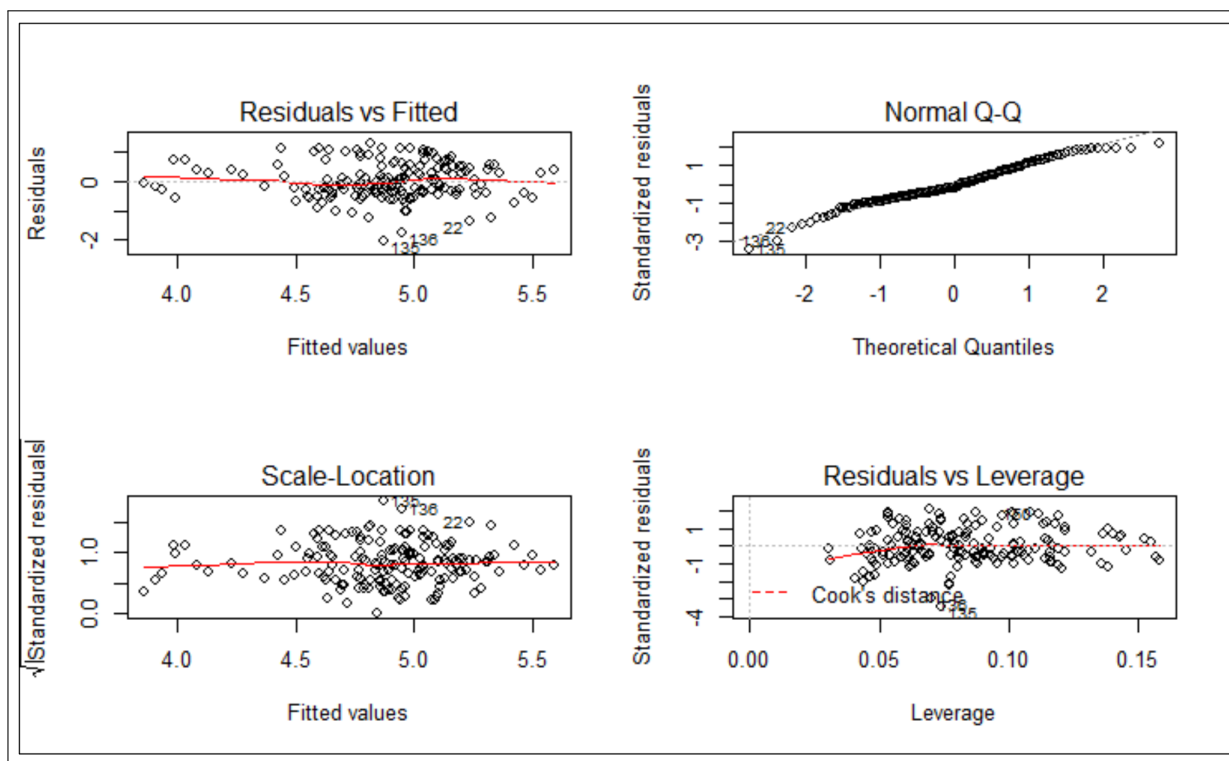 Residuals vs Fitted
Residuals
0
-2
22
136
135
4.0 4.5 5.0 5.5
Fitted values
Normal Q-Q
Standardized residuals
1
-1
-3
22
136
135
-2 -1 0 1 2
Theoretical Quantiles
Scale-Location
√|Standardized residuals|
1.0
0.0
135
136
22
4.0 4.5 5.0 5.5
Fitted values
Residuals vs Leverage
Standardized residuals
1
-1
-4
Cook's distance
136
135
0.00 0.05 0.10 0.15
Leverage